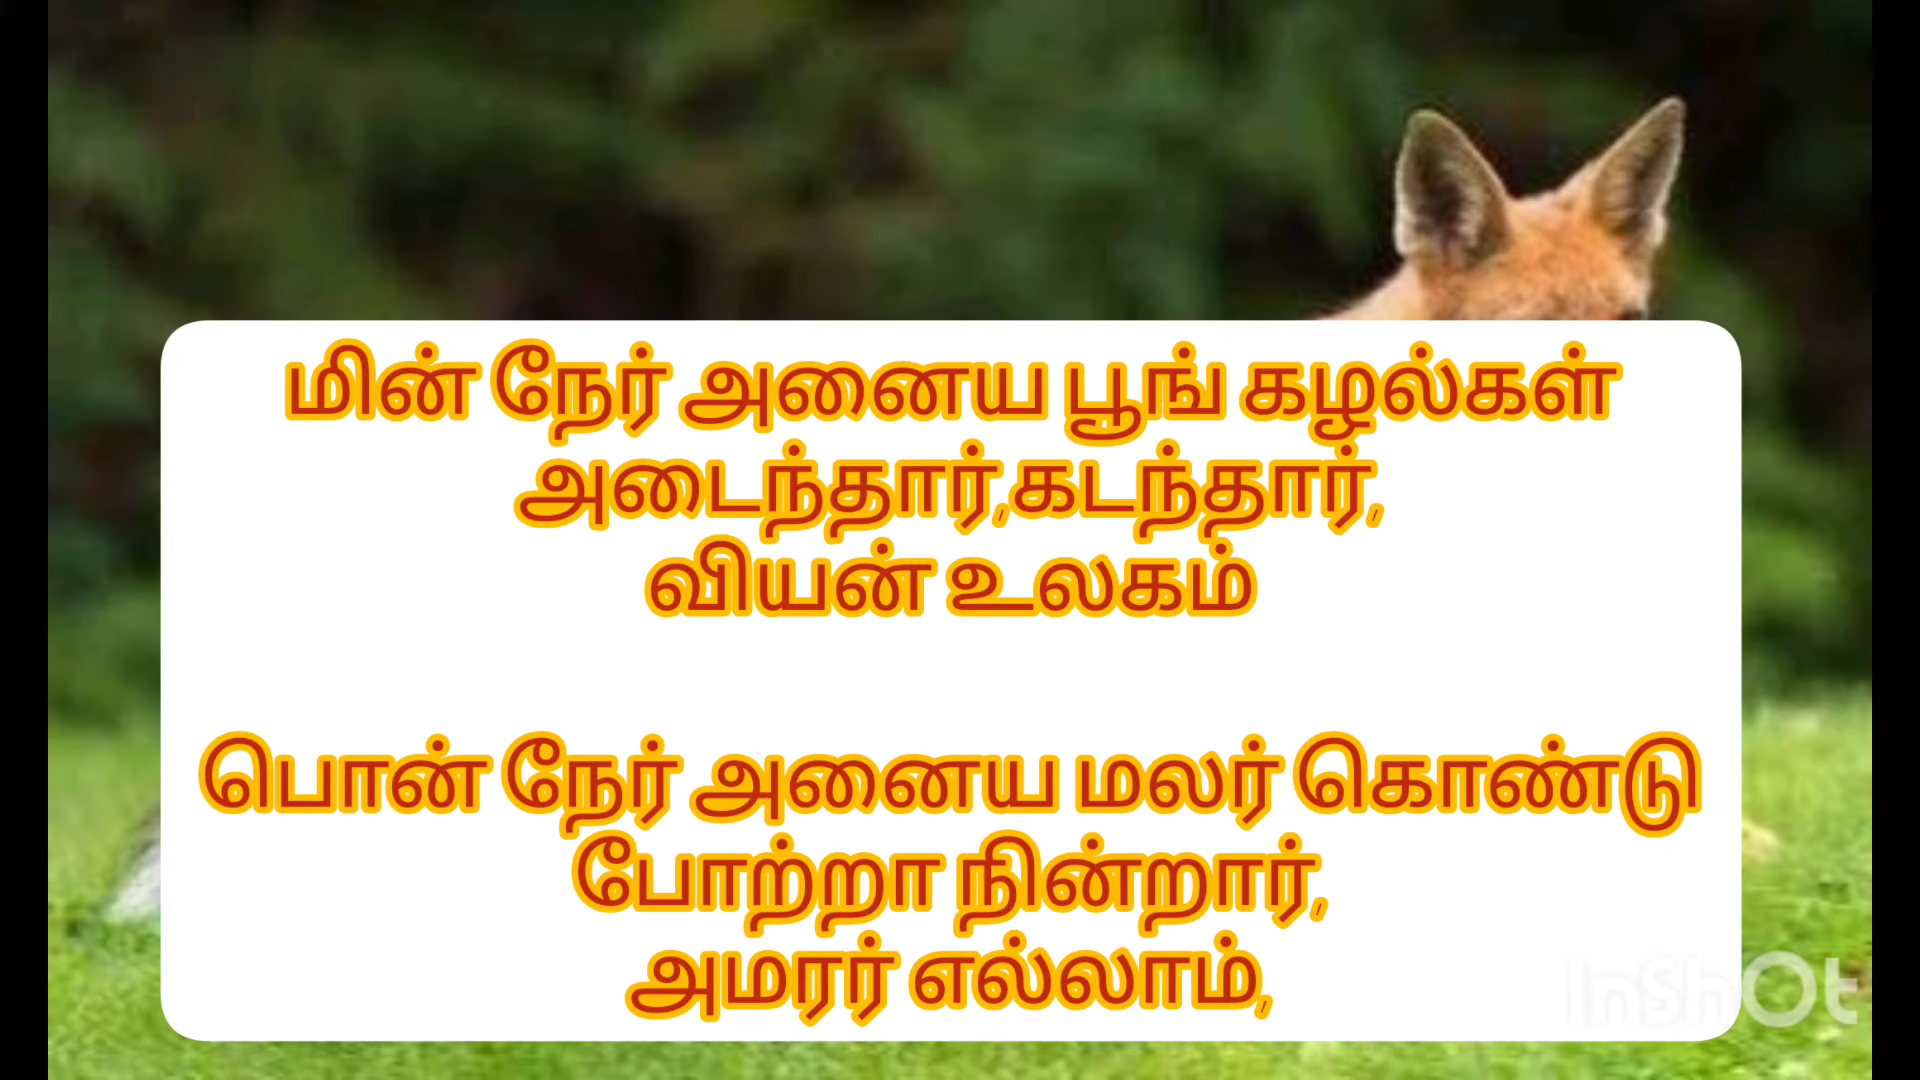 மின் நேர் அனைய பூங் கழல்கள்
அடைந்தார்,கடந்தார்,
வியன் உலகம்
பொன் நேர் அனைய மலர் கொண்டு
போற்றா நின்றார்,
அமரர் எல்லாம்,
InShOt